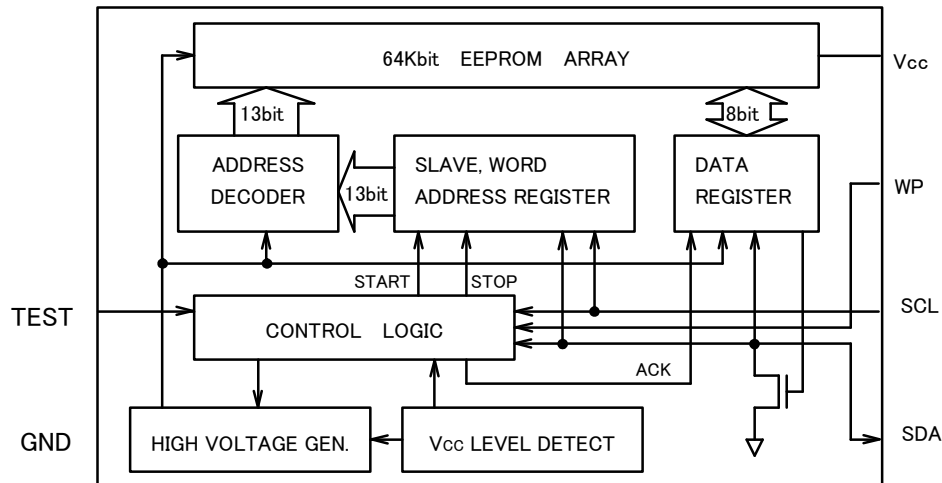 64Kbit EEPROM ARRAY
Vcc
13bit
8bit
ADDRESS
DECODER
13bit
SLAVE, WORD
ADDRESS REGISTER
DATA
REGISTER
WP
START
STOP
TEST
CONTROL LOGIC
SCL
ACK
GND
HIGH VOLTAGE GEN.
Vcc LEVEL DETECT
SDA